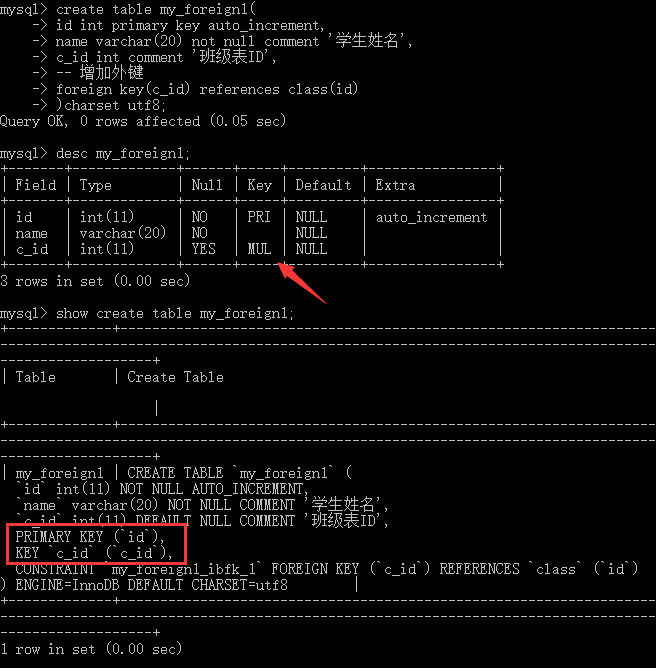 mysql> create table my_foreign1(
    -> id int primary key auto_increment,
    -> name varchar(20) not null comment '学生姓名',
    -> c_id int comment '班级表ID',
    -> -- 增加外键
    -> foreign key(c_id) references class(id)
    -> )charset utf8;
Query OK, 0 rows affected (0.05 sec)
mysql> desc my_foreign1;
+-------+-------------+------+-----+---------+----------------+
| Field | Type        | Null | Key | Default | Extra          |
+-------+-------------+------+-----+---------+----------------+
| id    | int(11)     | NO   | PRI | NULL    | auto_increment |
| name  | varchar(20) | NO   |     | NULL    |                |
| c_id  | int(11)     | YES  | MUL | NULL    |                |
+-------+-------------+------+-----+---------+----------------+
3 rows in set (0.00 sec)
mysql> show create table my_foreign1;
| Table       | Create Table
|
| my_foreign1 | CREATE TABLE `my_foreign1` (
  `id` int(11) NOT NULL AUTO_INCREMENT,
  `name` varchar(20) NOT NULL COMMENT '学生姓名',
  `c_id` int(11) DEFAULT NULL COMMENT '班级表ID',
  PRIMARY KEY (`id`),
  KEY `c_id` (`c_id`),
  CONSTRAINT `my_foreign1_ibfk_1` FOREIGN KEY (`c_id`) REFERENCES `class` (`id`)
) ENGINE=InnoDB DEFAULT CHARSET=utf8 |
1 row in set (0.00 sec)